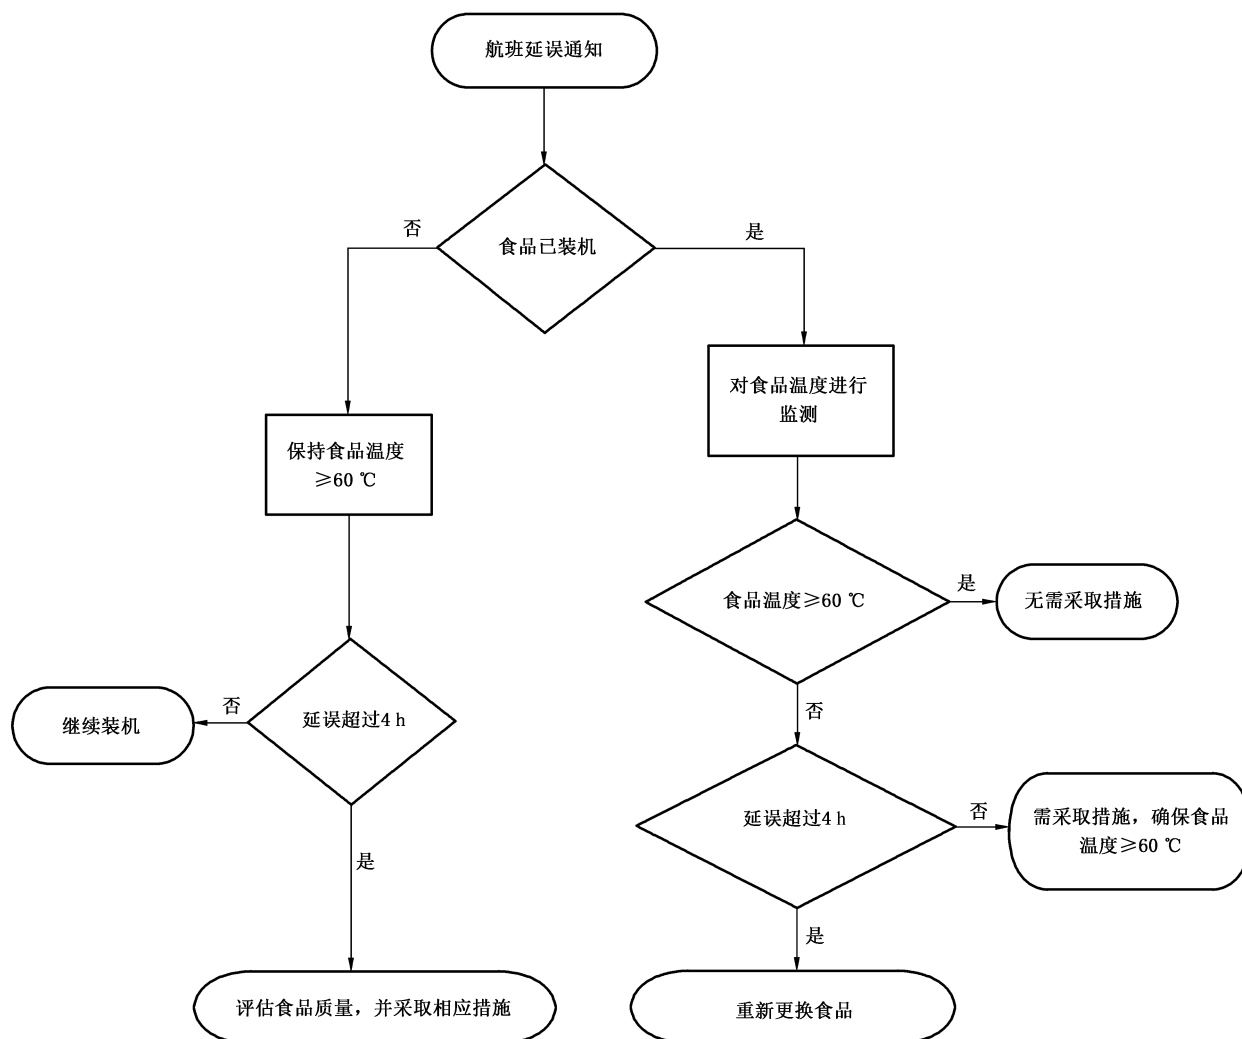 航班延误通知
食品已装机
否
是
对食品温度进行
监测
保持食品温度
≥60 ℃
食品温度≥60 ℃
是
无需采取措施
否
延误超过4 h
否
继续装机
是
延误超过4 h
否
需采取措施，确保食品
温度≥60 ℃
是
评估食品质量，并采取相应措施
重新更换食品